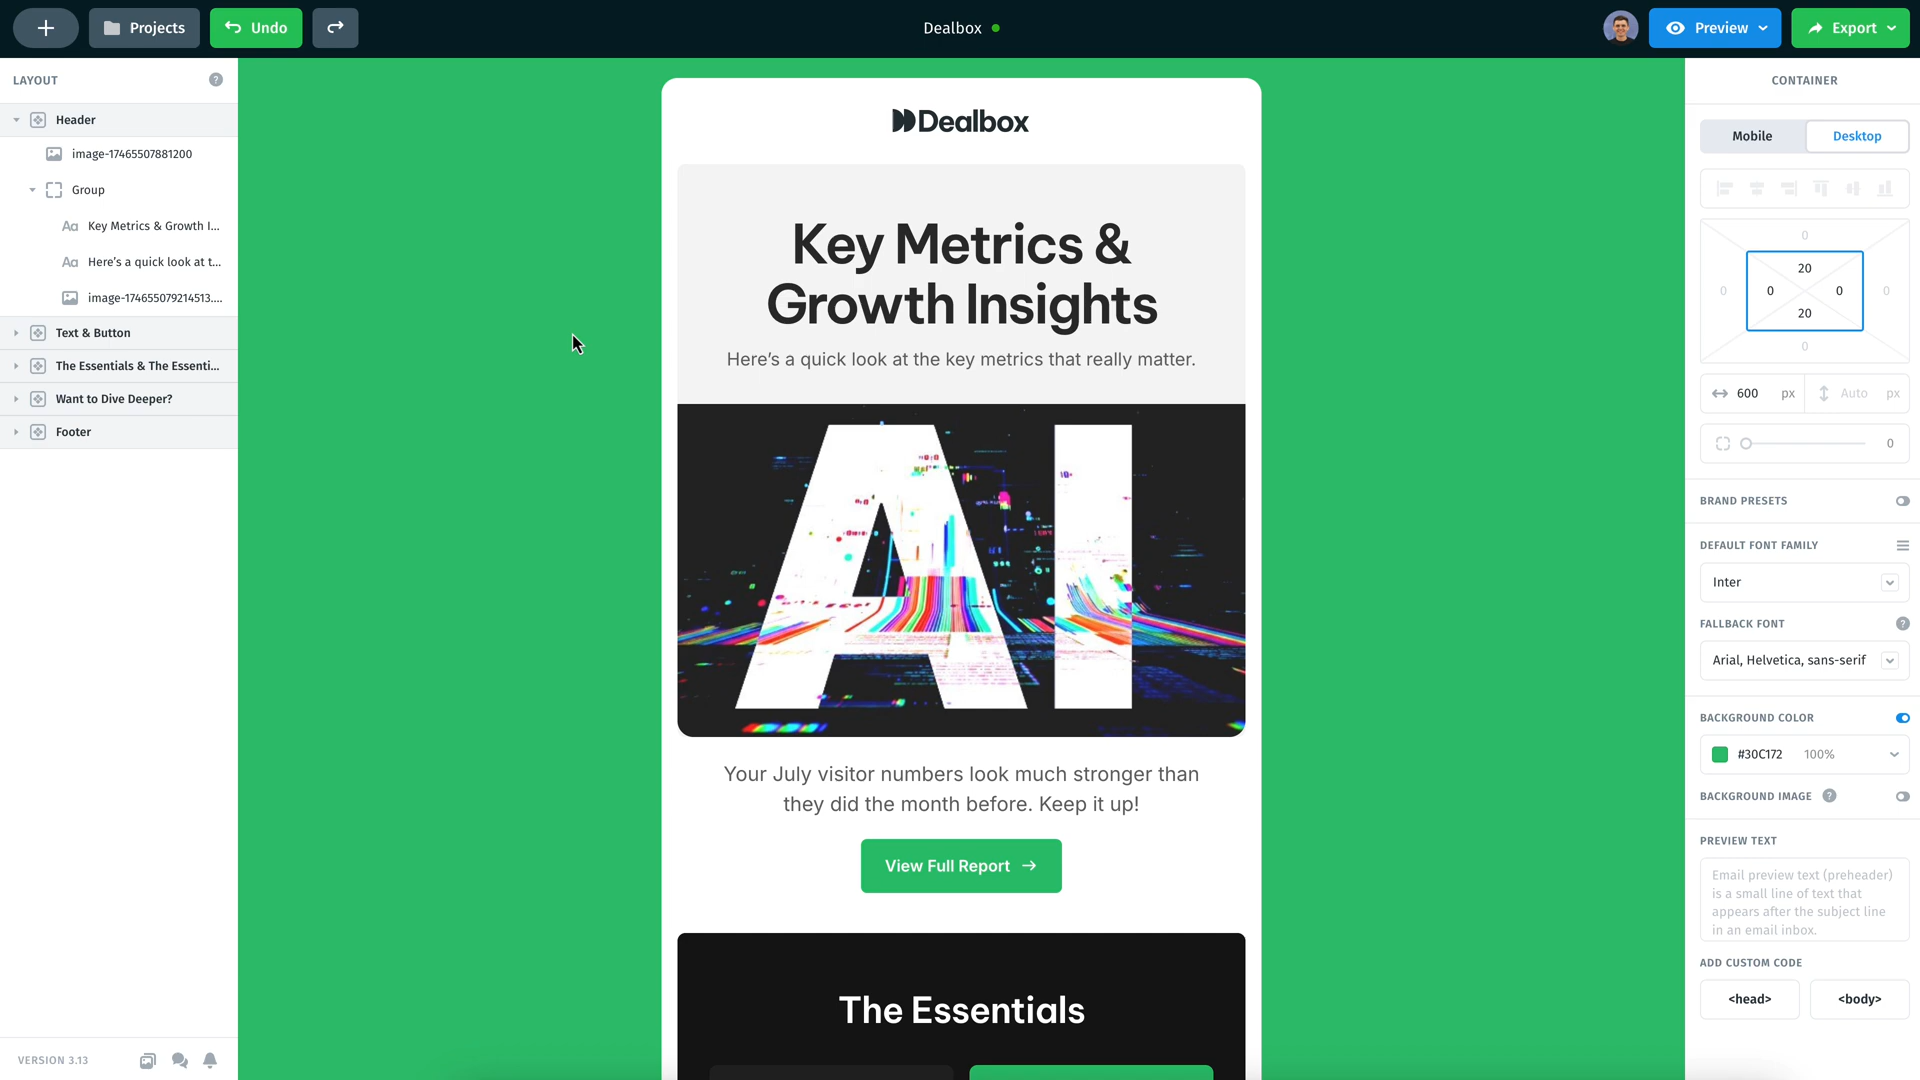 Projects
Undo
Dealbox
Preview
Export
LAYOUT
?
Header
image-17465507881200
Group
Aa Key Metrics & Growth I...
Aa Here's a quick look at t...
image-174655079214513....
Text & Button
The Essentials & The Essenti...
Want to Dive Deeper?
Footer
VERSION 3.13
Dealbox
Key Metrics &
Growth Insights
Here's a quick look at the key metrics that really matter.
AI
Your July visitor numbers look much stronger than
they did the month before. Keep it up!
View Full Report
The Essentials
CONTAINER
Mobile
Desktop
0
20
0 0 0 0
20
0
600 px Auto px
0
BRAND PRESETS
DEFAULT FONT FAMILY
Inter
FALLBACK FONT ?
Arial, Helvetica, sans-serif
BACKGROUND COLOR
#30C172 100%
BACKGROUND IMAGE ?
PREVIEW TEXT
Email preview text (preheader)
is a small line of text that
appears after the subject line
in an email inbox.
ADD CUSTOM CODE
<head>
<body>